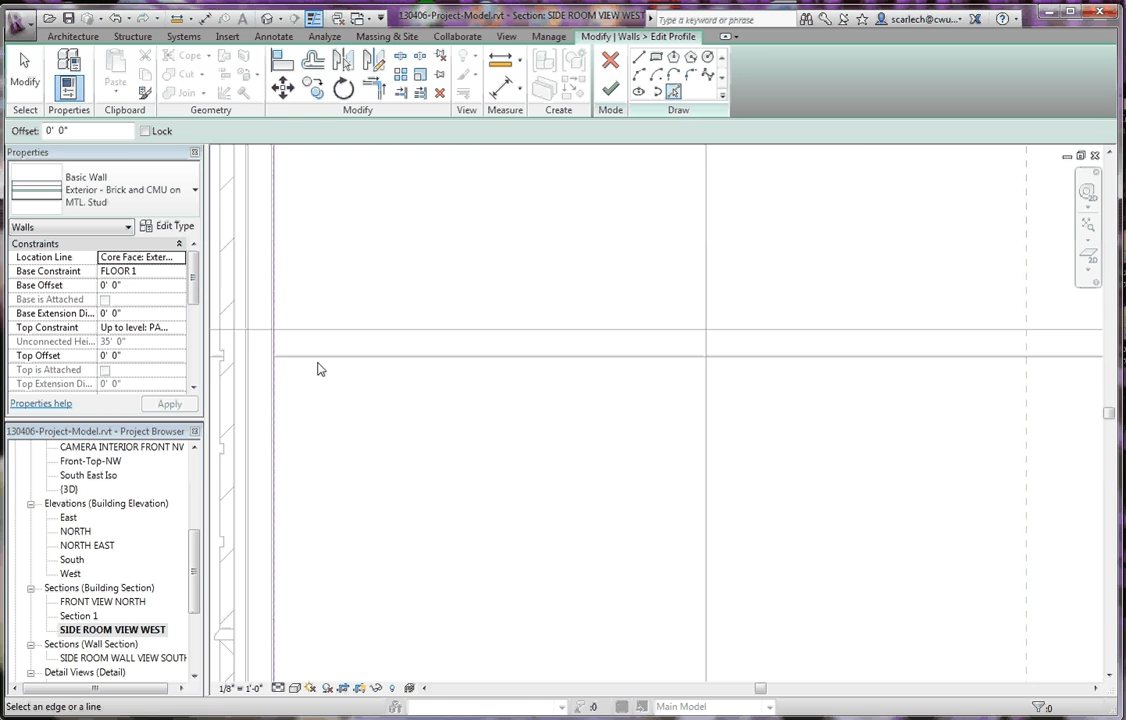 130406-Project-Model.rvt - Section: SIDE ROOM VIEW WEST
Type a keyword or phrase
scarlech@cwu...
Architecture Structure Systems Insert Annotate Analyze Massing & Site Collaborate View Manage Modify | Walls > Edit Profile
Modify
Paste
Cope
Cut
Join
Select Properties Clipboard Geometry Modify View Measure Create Mode Draw
Offset: 0' 0" Lock
Properties
Basic Wall
Exterior - Brick and CMU on
MTL. Stud
Walls
Edit Type
Constraints
Location Line Core Face: Exter...
Base Constraint FLOOR 1
Base Offset 0' 0"
Base is Attached
Base Extension Di... 0' 0"
Top Constraint Up to level: PA...
Unconnected Hei... 35' 0"
Top Offset 0' 0"
Top is Attached
Top Extension Di... 0' 0"
Properties help
Apply
130406-Project-Model.rvt - Project Browser
CAMERA INTERIOR FRONT NV
Front-Top-NW
South East Iso
{3D}
Elevations (Building Elevation)
East
NORTH
NORTH EAST
South
West
Sections (Building Section)
FRONT VIEW NORTH
Section 1
SIDE ROOM VIEW WEST
Sections (Wall Section)
SIDE ROOM WALL VIEW SOUTH
Detail Views (Detail)
1/8" = 1'-0"
Select an edge or a line
:0
Main Model
:0
2D
2D